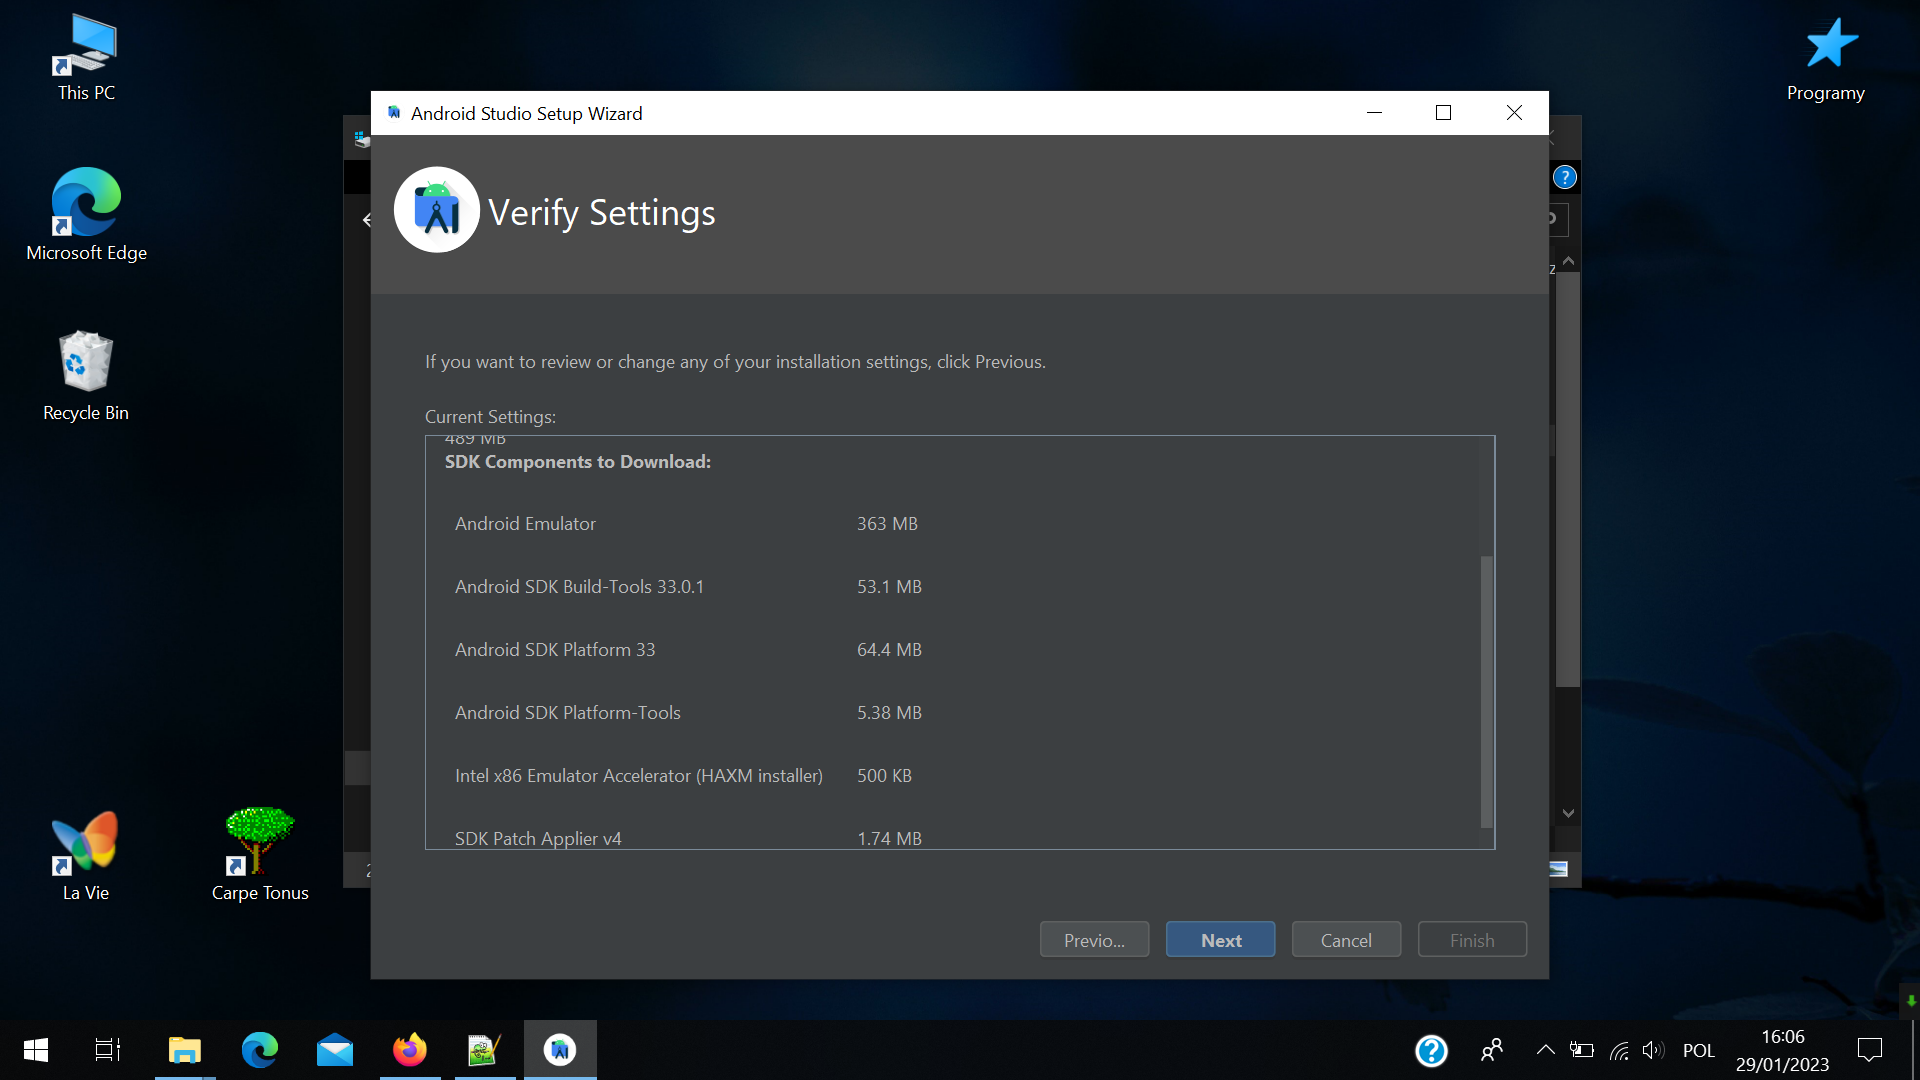 This PC
Programy
Android Studio Setup Wizard
Microsoft Edge
Verify Settings
If you want to review or change any of your installation settings, click Previous.
Recycle Bin
Current Settings:
489 MB
SDK Components to Download:
Android Emulator 363 MB
Android SDK Build-Tools 33.0.1 53.1 MB
Android SDK Platform 33 64.4 MB
Android SDK Platform-Tools 5.38 MB
Intel x86 Emulator Accelerator (HAXM installer) 500 KB
SDK Patch Applier v4 1.74 MB
La Vie
Carpe Tonus
Previo...
Next
Cancel
Finish
POL
16:06
29/01/2023